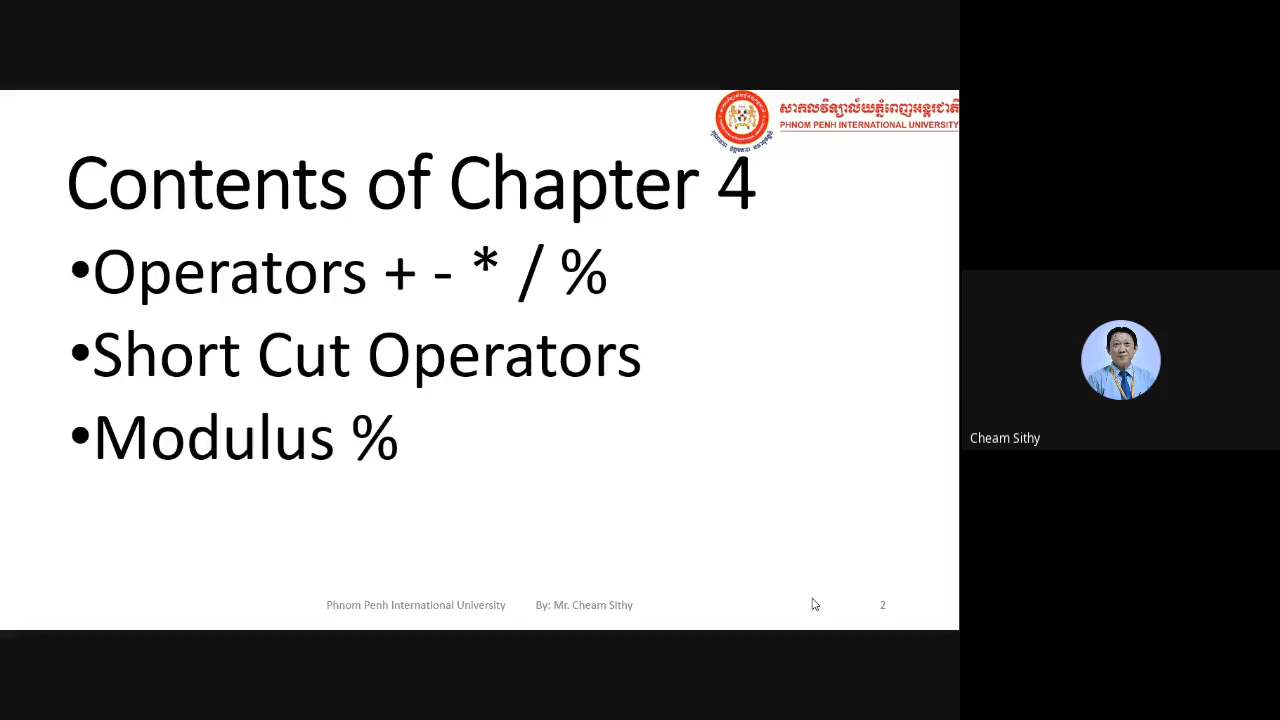 សាកលវិទ្យាល័យភ្នំពេញអន្តរជាតិ
PHNOM PENH INTERNATIONAL UNIVERSITY
Contents of Chapter 4
•Operators + - * / %
•Short Cut Operators
•Modulus %
Cheam Sithy
Phnom Penh International University By: Mr. Cheam Sithy 2